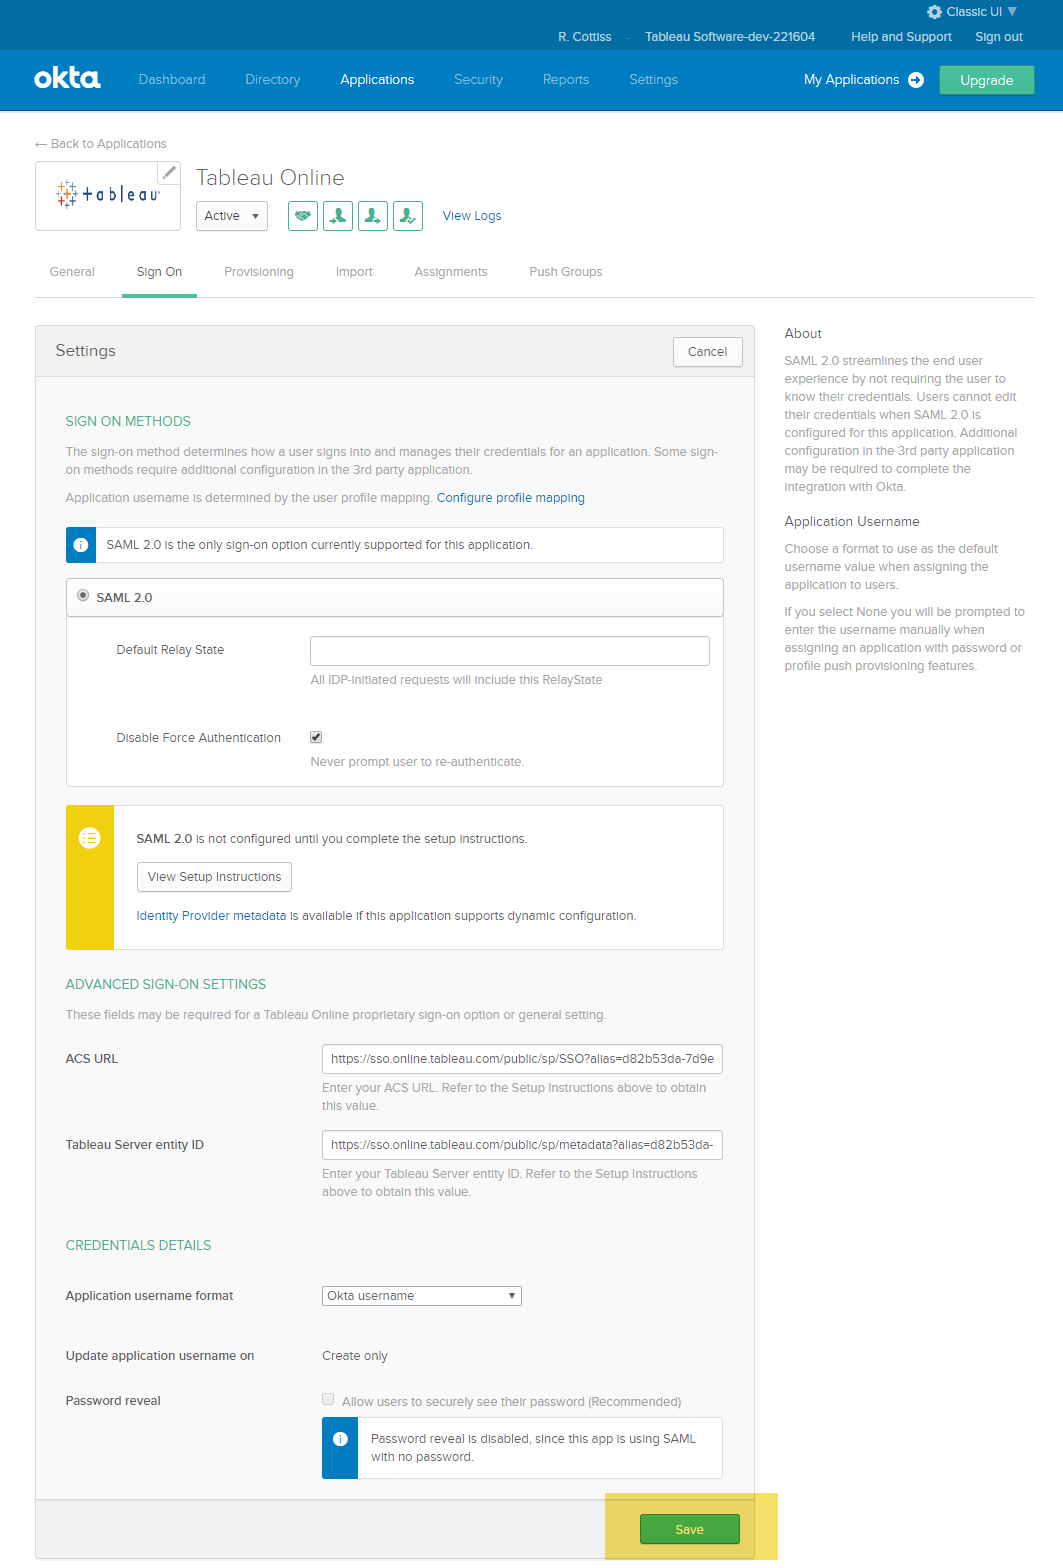 Classic UI
R. Cottiss - Tableau Software-dev-221604 Help and Support Sign out
okta Dashboard Directory Applications Security Reports Settings My Applications Upgrade
← Back to Applications
tableau
Tableau Online
Active View Logs
General Sign On Provisioning Import Assignments Push Groups
Settings Cancel
SIGN ON METHODS
The sign-on method determines how a user signs into and manages their credentials for an application. Some sign-
on methods require additional configuration in the 3rd party application.
Application username is determined by the user profile mapping. Configure profile mapping
SAML 2.0 is the only sign-on option currently supported for this application.
SAML 2.0
Default Relay State
All IDP-initiated requests will include this RelayState
Disable Force Authentication
Never prompt user to re-authenticate.
SAML 2.0 is not configured until you complete the setup instructions.
View Setup Instructions
Identity Provider metadata is available if this application supports dynamic configuration.
ADVANCED SIGN-ON SETTINGS
These fields may be required for a Tableau Online proprietary sign-on option or general setting.
ACS URL https://sso.online.tableau.com/public/sp/SSO?alias=d82b53da-7d9e
Enter your ACS URL. Refer to the Setup Instructions above to obtain
this value.
Tableau Server entity ID https://sso.online.tableau.com/public/sp/metadata?alias=d82b53da-
Enter your Tableau Server entity ID. Refer to the Setup Instructions
above to obtain this value.
CREDENTIALS DETAILS
Application username format Okta username
Update application username on Create only
Password reveal Allow users to securely see their password (Recommended)
Password reveal is disabled, since this app is using SAML
with no password.
Save
About
SAML 2.0 streamlines the end user
experience by not requiring the user to
know their credentials. Users cannot edit
their credentials when SAML 2.0 is
configured for this application. Additional
configuration in the 3rd party application
may be required to complete the
integration with Okta.
Application Username
Choose a format to use as the default
username value when assigning the
application to users.
If you select None you will be prompted to
enter the username manually when
assigning an application with password or
profile push provisioning features.